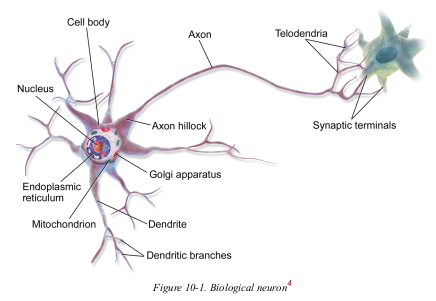 Cell body
Axon
Telodendria
Nucleus
Axon hillock
Synaptic terminals
Golgi apparatus
Endoplasmic
reticulum
Mitochondrion
Dendrite
Dendritic branches
Figure 10-1. Biological neuron4